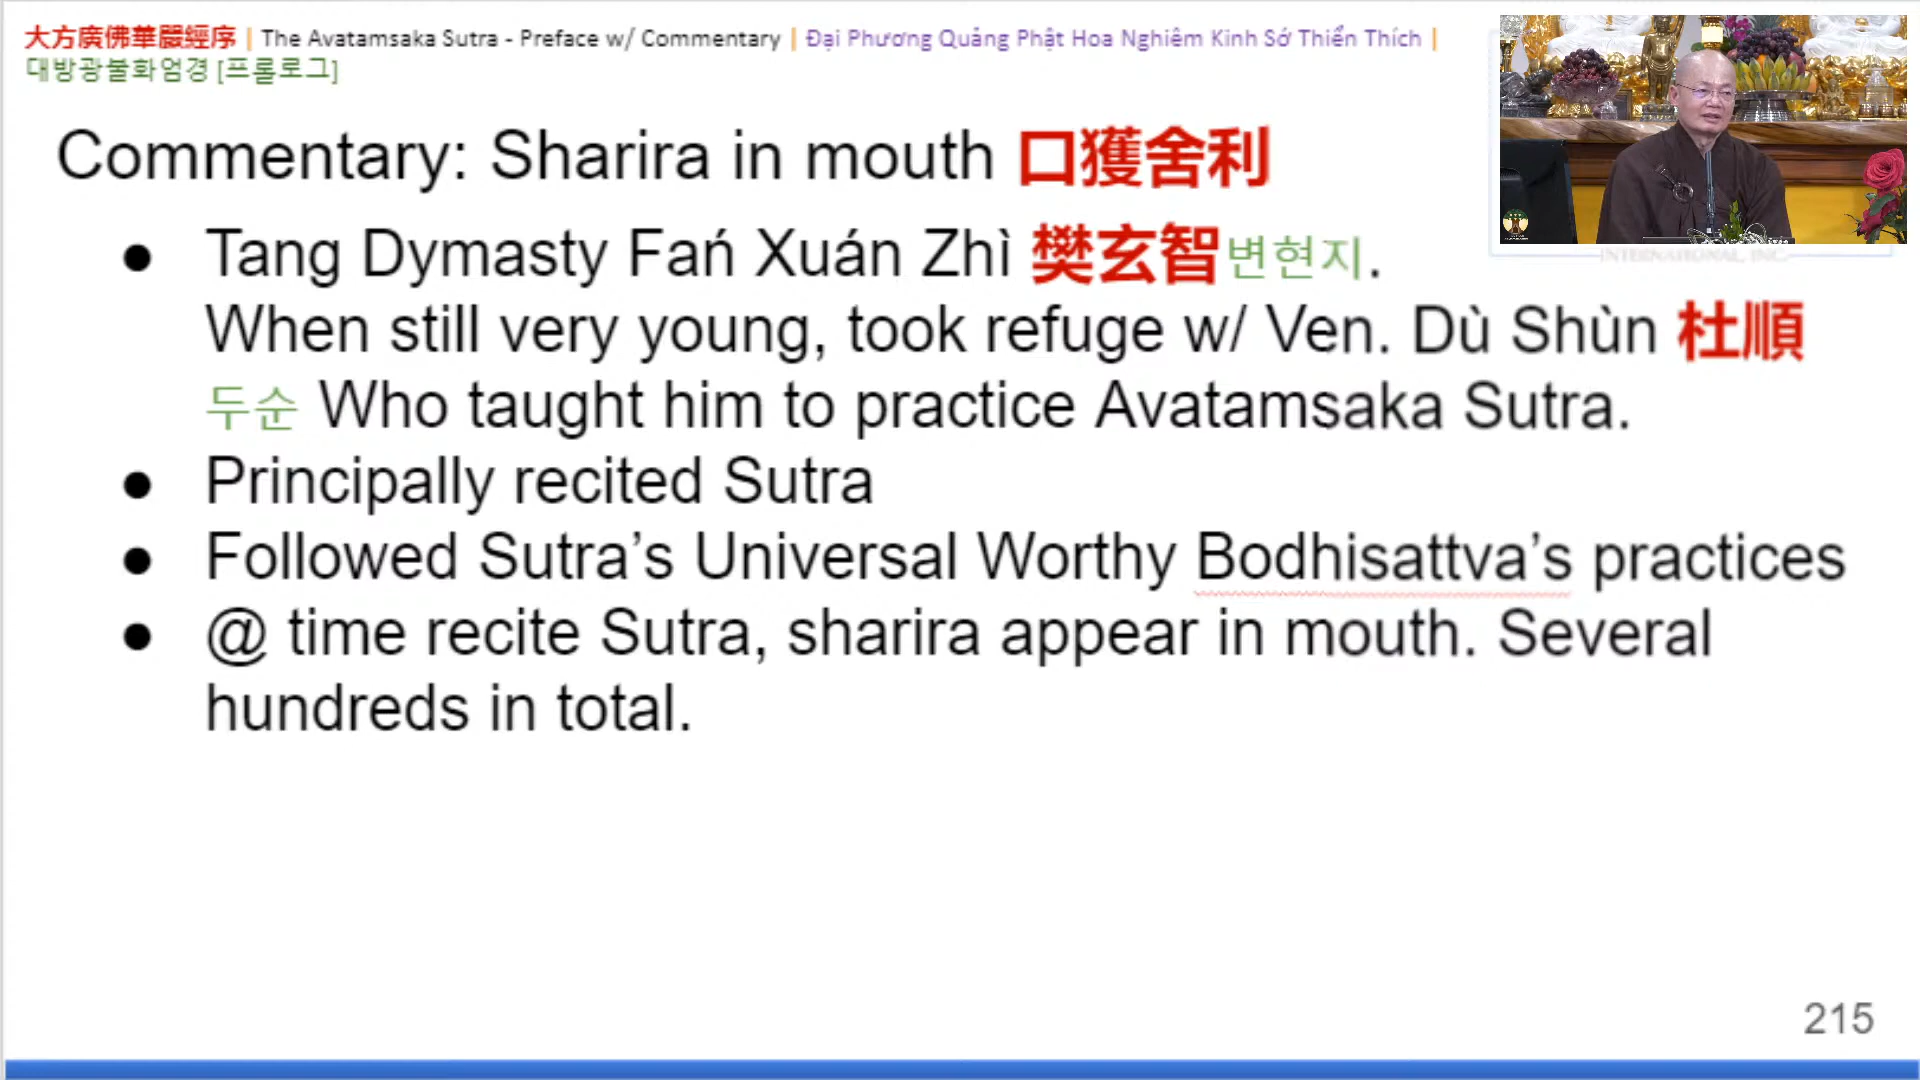 大方廣佛華嚴經序 | The Avatamsaka Sutra - Preface w/ Commentary | Đại Phương Quảng Phật Hoa Nghiêm Kinh Sớ Thiển Thích |
대방광불화엄경 [프롤로그]
Commentary: Sharira in mouth 口獲舍利
● Tang Dymasty Fań Xuán Zhì 樊玄智변현지.
When still very young, took refuge w/ Ven. Dù Shùn 杜順
두순 Who taught him to practice Avatamsaka Sutra.
● Principally recited Sutra
● Followed Sutra’s Universal Worthy Bodhisattva’s practices
● @ time recite Sutra, sharira appear in mouth. Several
hundreds in total.
INTERNATIONAL, INC.
215